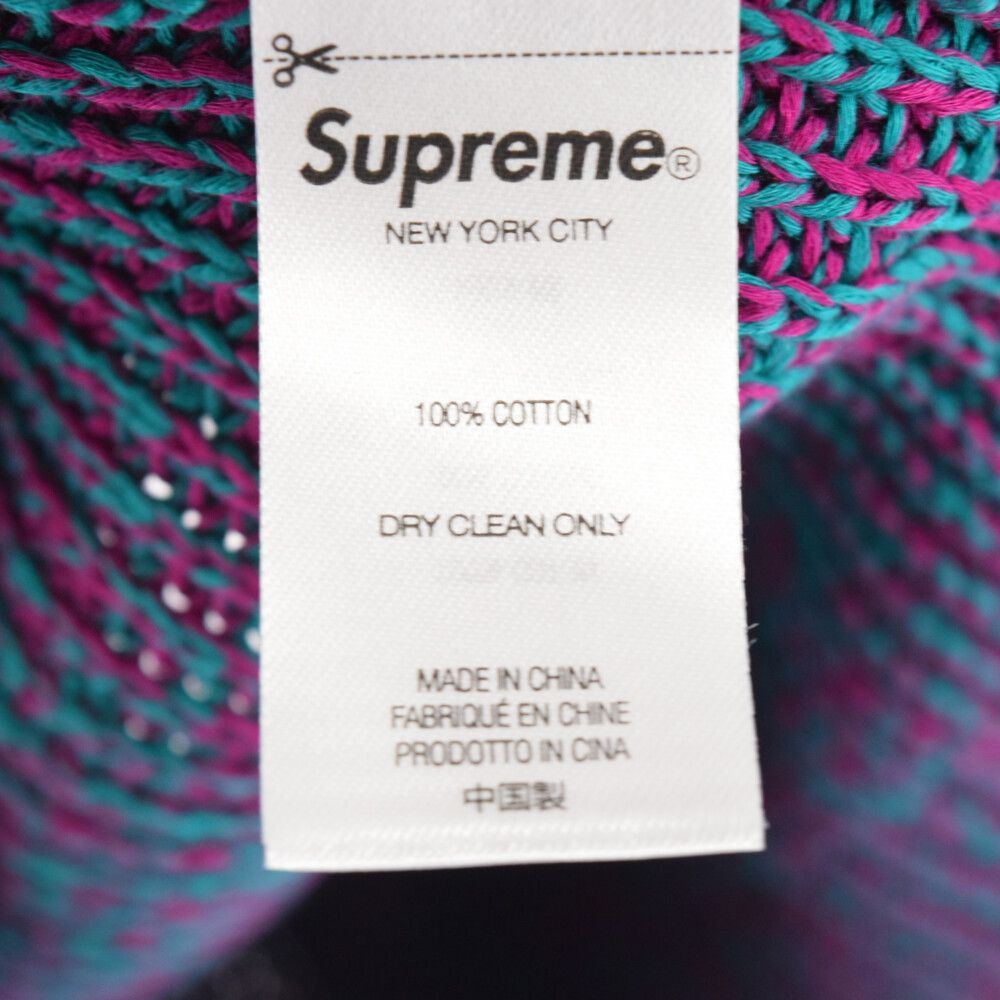 Supreme®
NEW YORK CITY
100% COTTON
DRY CLEAN ONLY
MADE IN CHINA
FABRIQUÉ EN CHINE
PRODOTTO IN CINA
中国製